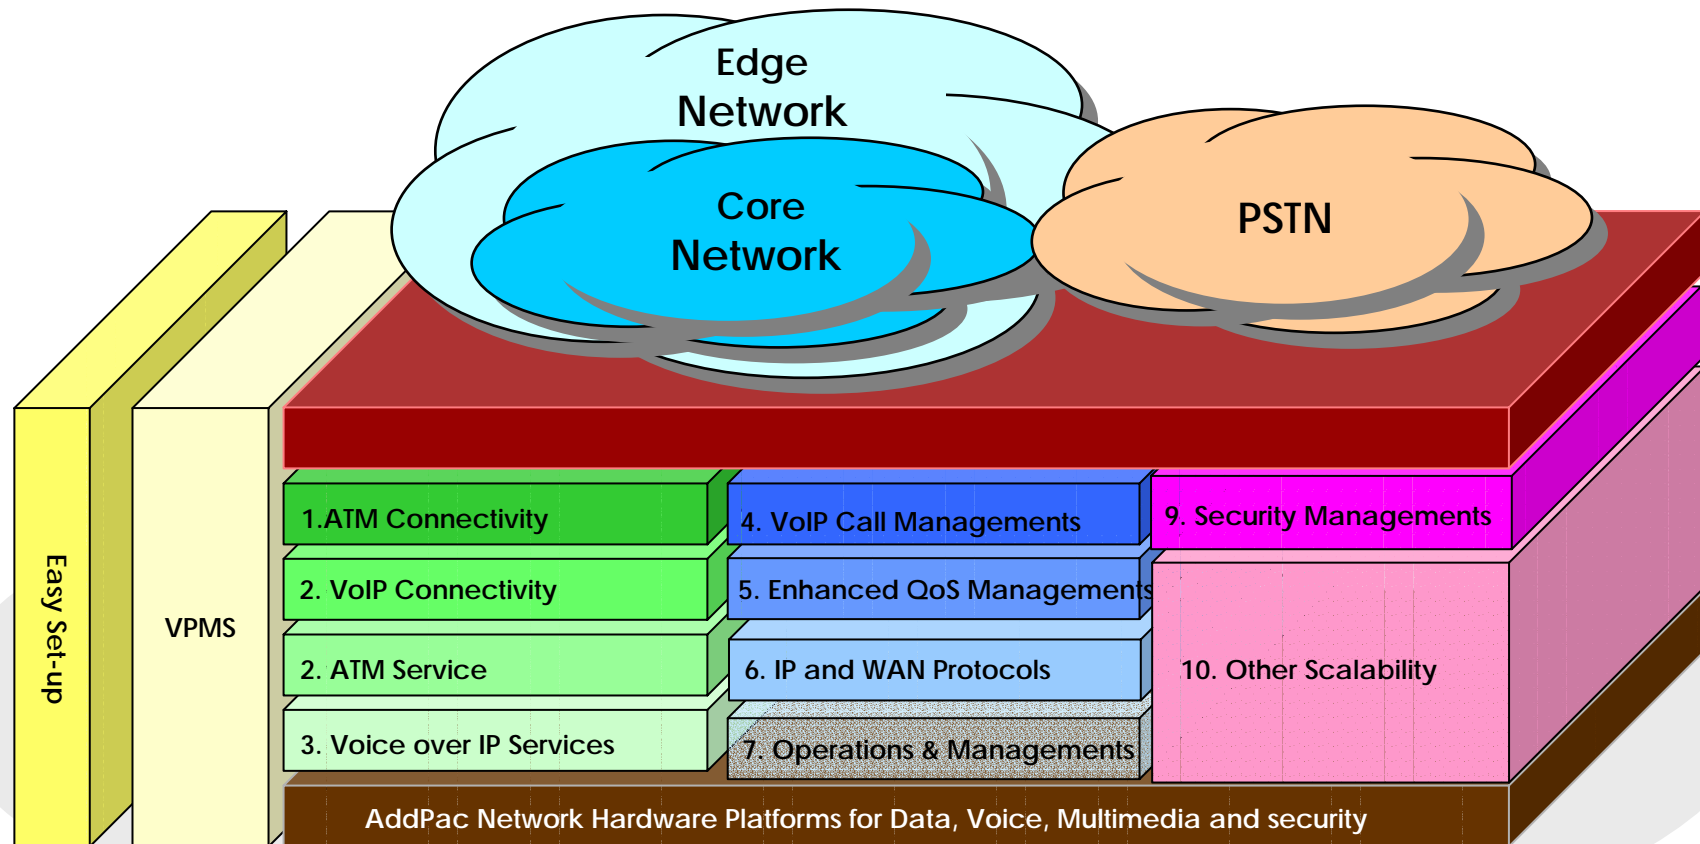 Edge
Network
Core
Network
PSTN
Easy Set-up
VPMS
1.ATM Connectivity
2. VoIP Connectivity
2. ATM Service
3. Voice over IP Services
4. VoIP Call Managements
5. Enhanced QoS Managements
6. IP and WAN Protocols
7. Operations & Managements
9. Security Managements
10. Other Scalability
AddPac Network Hardware Platforms for Data, Voice, Multimedia and security